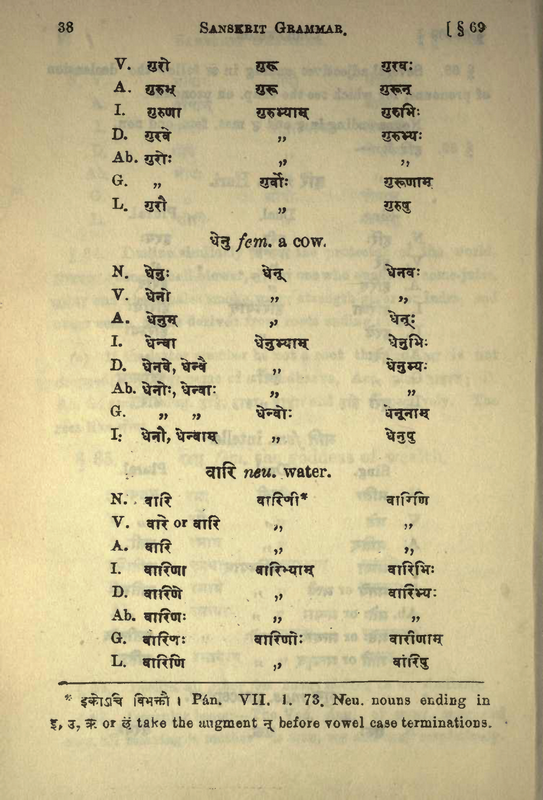 38 SANSKRIT GRAMMAR. [ § 69
V. गुरो गुरू गुरवः
A. गुरुम् गुरू गुरून्
I. गुरुणा गुरुभ्याम् गुरुभिः
D. गुरवे ,, गुरुभ्यः
Ab. गुरोः ,, ,,
G. ,, गुर्वोः गुरूणाम्
L. गुरौ ,, गुरुषु
धेनु fem. a cow.
N. धेनुः धेनू धेनवः
V. धेनो ,, ,,
A. धेनुम् ,, धेनूः
I. धेन्वा धेनुभ्याम् धेनुभिः
D. धेनवे, धेन्वै ,, धेनुभ्यः
Ab. धेनोः, धेन्वाः ,, ,,
G. ,, ,, धेन्वोः धेनूनाम्
I: धेनौ, धेन्वाम् ,, धेनुषु
वारि neu. water.
N. वारि वारिणी* वारिणि
V. वारे or वारि ,, ,,
A. वारि ,, ,,
I. वारिणा वारिभ्याम् वारिभिः
D. वारिणे ,, वारिभ्यः
Ab. वारिणः ,, ,,
G. वारिणः वारिणोः वारीणाम्
L. वारिणि ,, वारिषु
* इकोऽचि विभक्तौ । Pán. VII. 1. 73. Neu. nouns ending in
इ, उ, ऋ or ऌ take the augment न् before vowel case terminations.